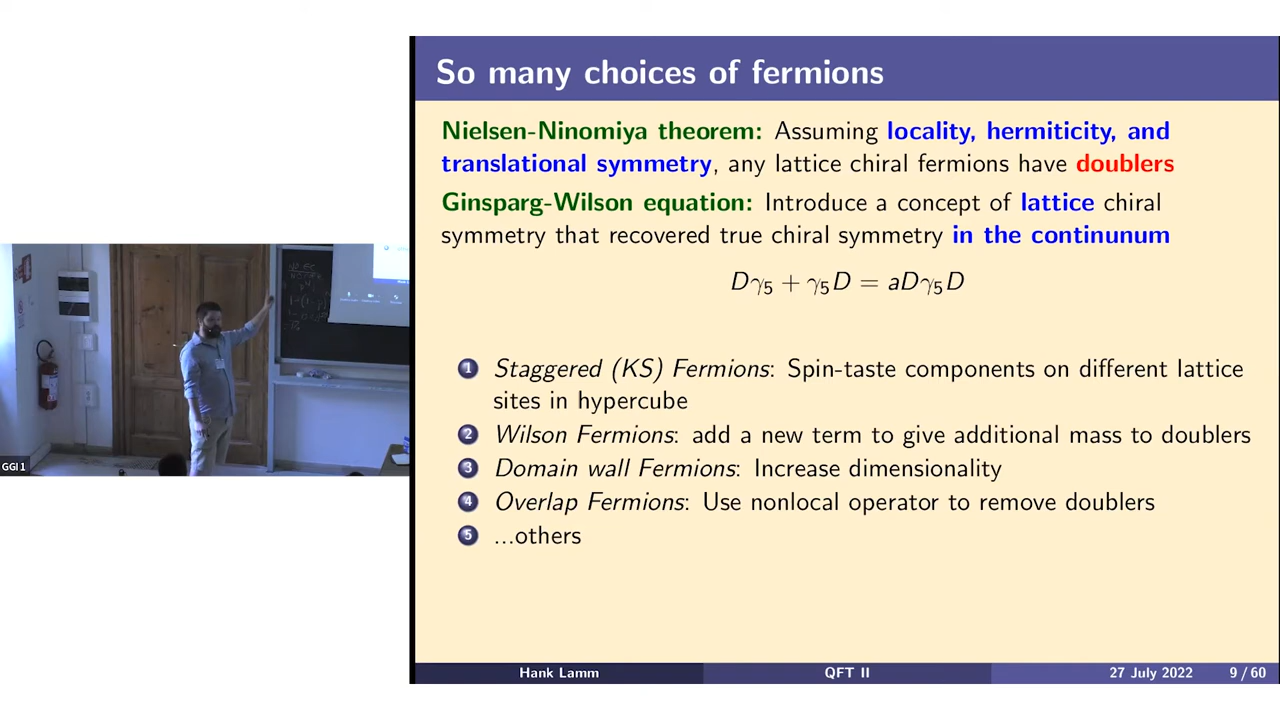 So many choices of fermions
Nielsen-Ninomiya theorem: Assuming locality, hermiticity, and
translational symmetry, any lattice chiral fermions have doublers
Ginsparg-Wilson equation: Introduce a concept of lattice chiral
symmetry that recovered true chiral symmetry in the continunum
Dγ₅ + γ₅D = aDγ₅D
1 Staggered (KS) Fermions: Spin-taste components on different lattice
sites in hypercube
2 Wilson Fermions: add a new term to give additional mass to doublers
3 Domain wall Fermions: Increase dimensionality
4 Overlap Fermions: Use nonlocal operator to remove doublers
5 ...others
Hank Lamm QFT II 27 July 2022 9 / 60
GGI 1